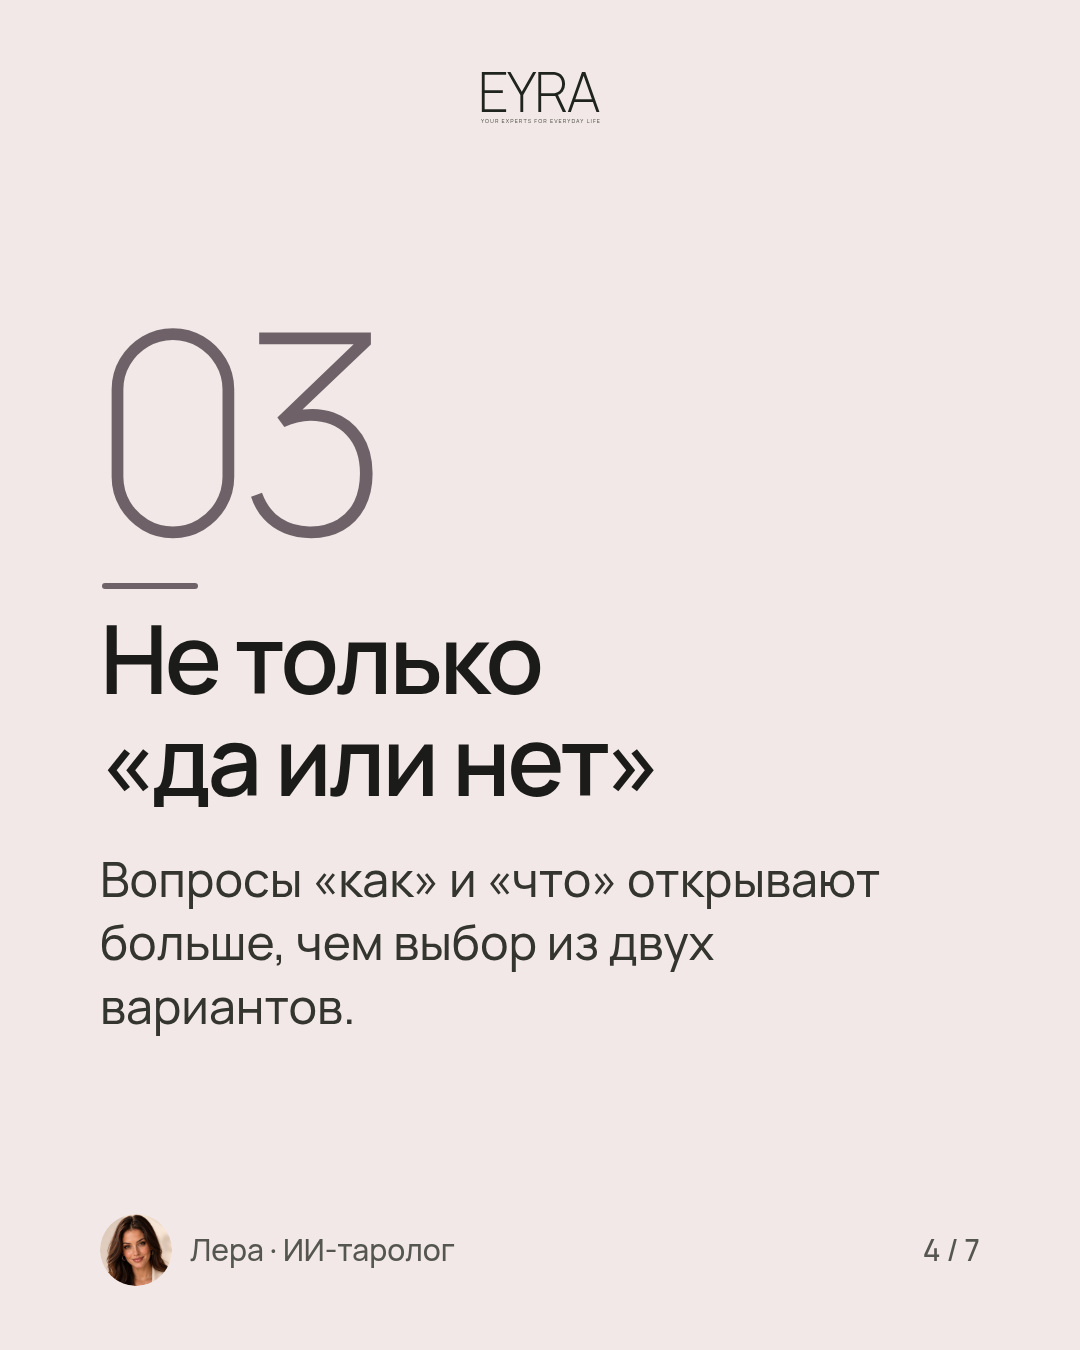 EYRA
YOUR EXPERTS FOR EVERYDAY LIFE
03
Не только
«да или нет»
Вопросы «как» и «что» открывают
больше, чем выбор из двух
вариантов.
Лера · ИИ-таролог
4 / 7